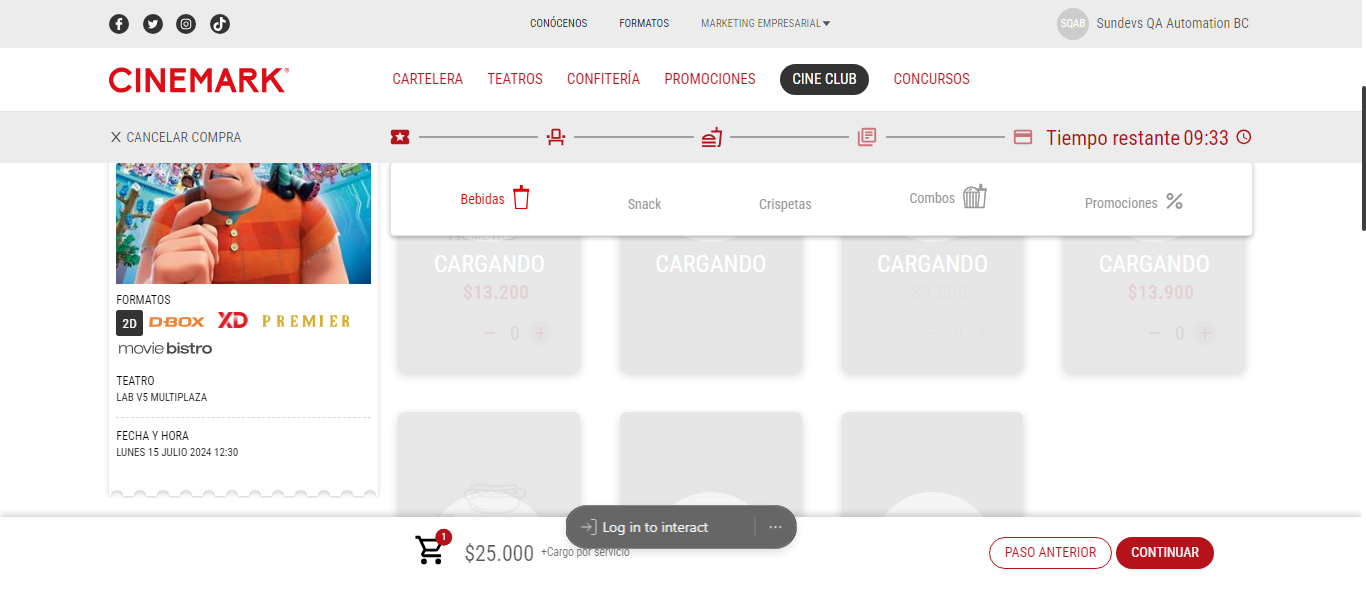 CONÓCENOS FORMATOS MARKETING EMPRESARIAL
SQAB Sundevs QA Automation BC
CINEMARK
CARTELERA TEATROS CONFITERÍA PROMOCIONES CINE CLUB CONCURSOS
X CANCELAR COMPRA
Tiempo restante 09:33
Bebidas Snack Crispetas Combos Promociones
CARGANDO CARGANDO CARGANDO CARGANDO
$13.200 $9.800 $13.900
0 0 0
FORMATOS
2D D-BOX XD PREMIER
movie bistro
TEATRO
LAB V5 MULTIPLAZA
FECHA Y HORA
LUNES 15 JULIO 2024 12:30
Log in to interact ...
1
$25.000 +Cargo por servicio
PASO ANTERIOR CONTINUAR